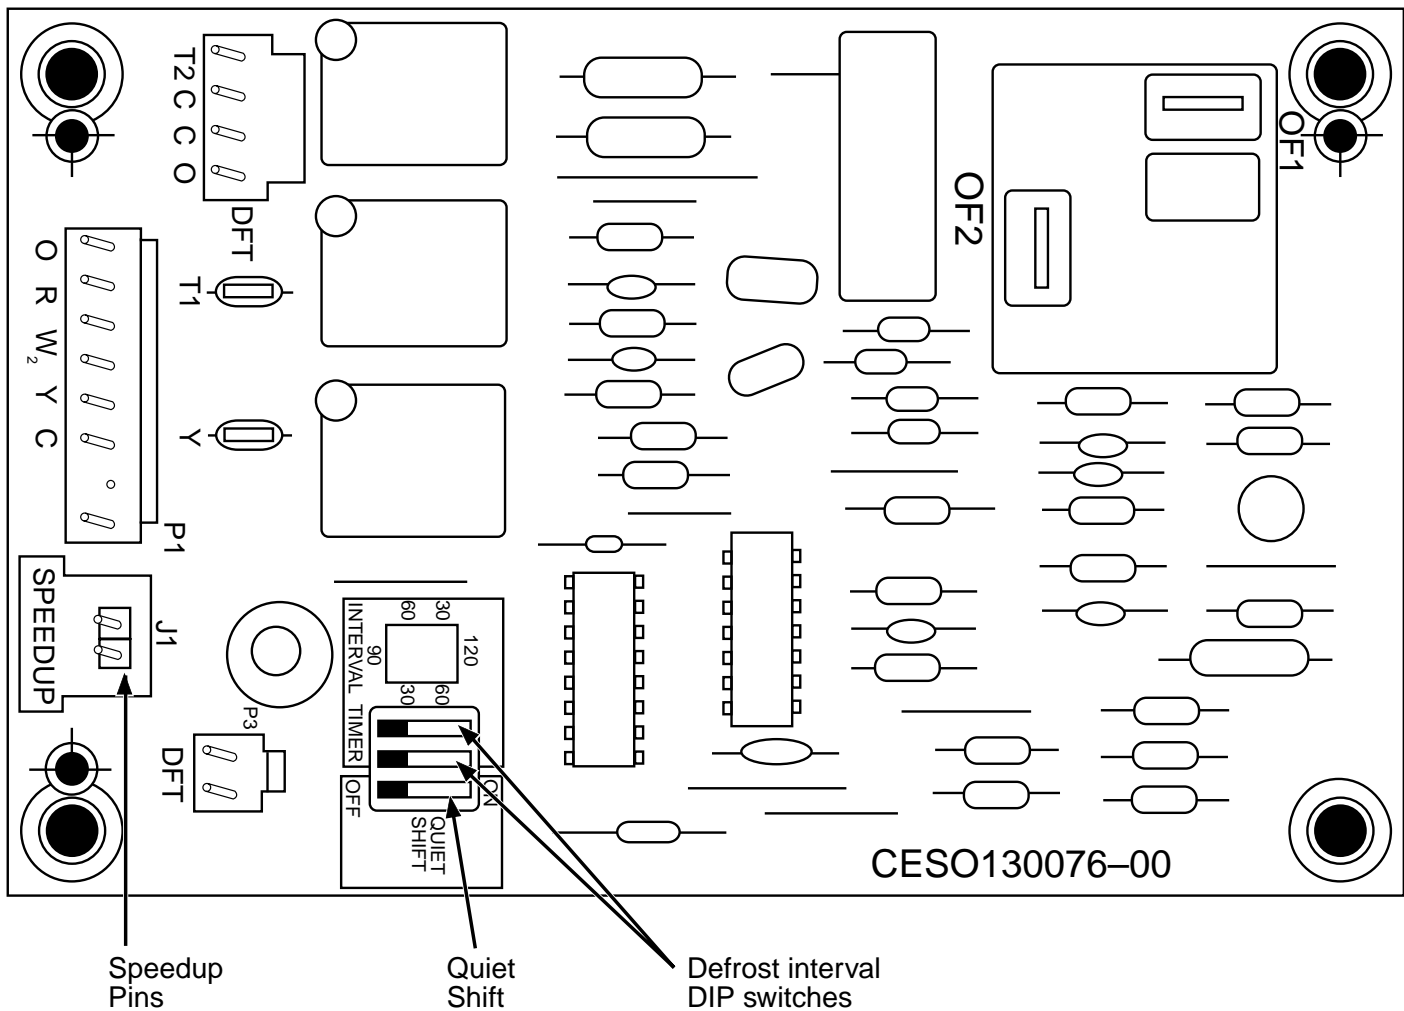 T2 C C O
DFT
T1
Y
O R W2 Y C
P1
SPEEDUP
J1
P3
DFT
INTERVAL TIMER
60 30
90 120
30 60
OFF
ON
QUIET
SHIFT
OF2
OF1
CESO130076–00
Speedup
Pins
Quiet
Shift
Defrost interval
DIP switches